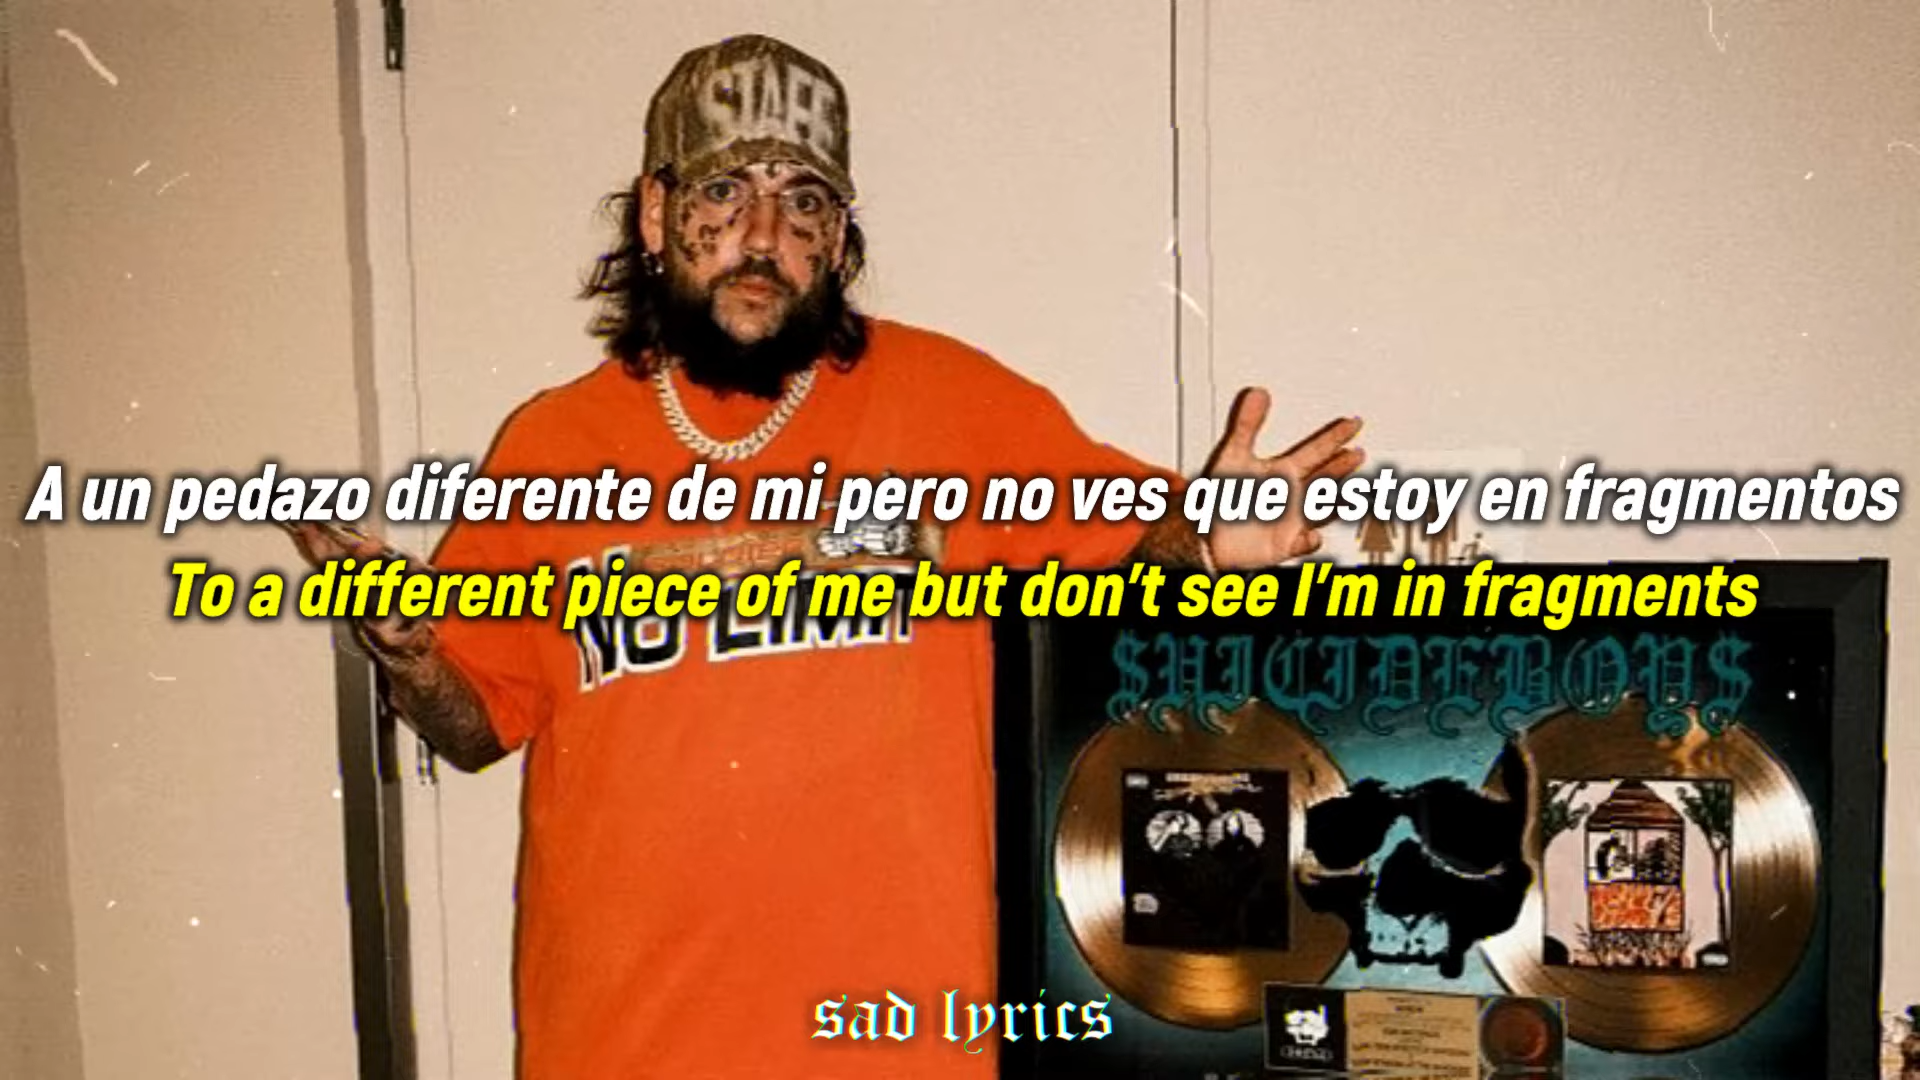 STAFF
A un pedazo diferente de mi pero no ves que estoy en fragmentos
To a different piece of me but don't see I'm in fragments
NO LIMIT
$UICIDEBOY$
sad lyrics